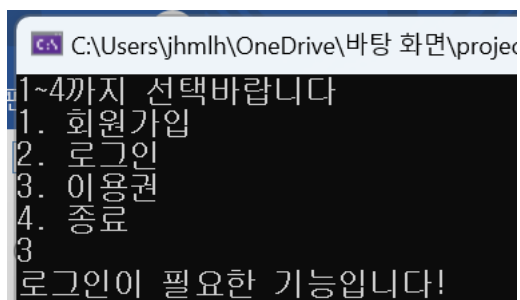 C:\Users\jhmlh\OneDrive\바탕 화면\projec
1~4까지 선택바랍니다
1. 회원가입
2. 로그인
3. 이용권
4. 종료
3
로그인이 필요한 기능입니다!